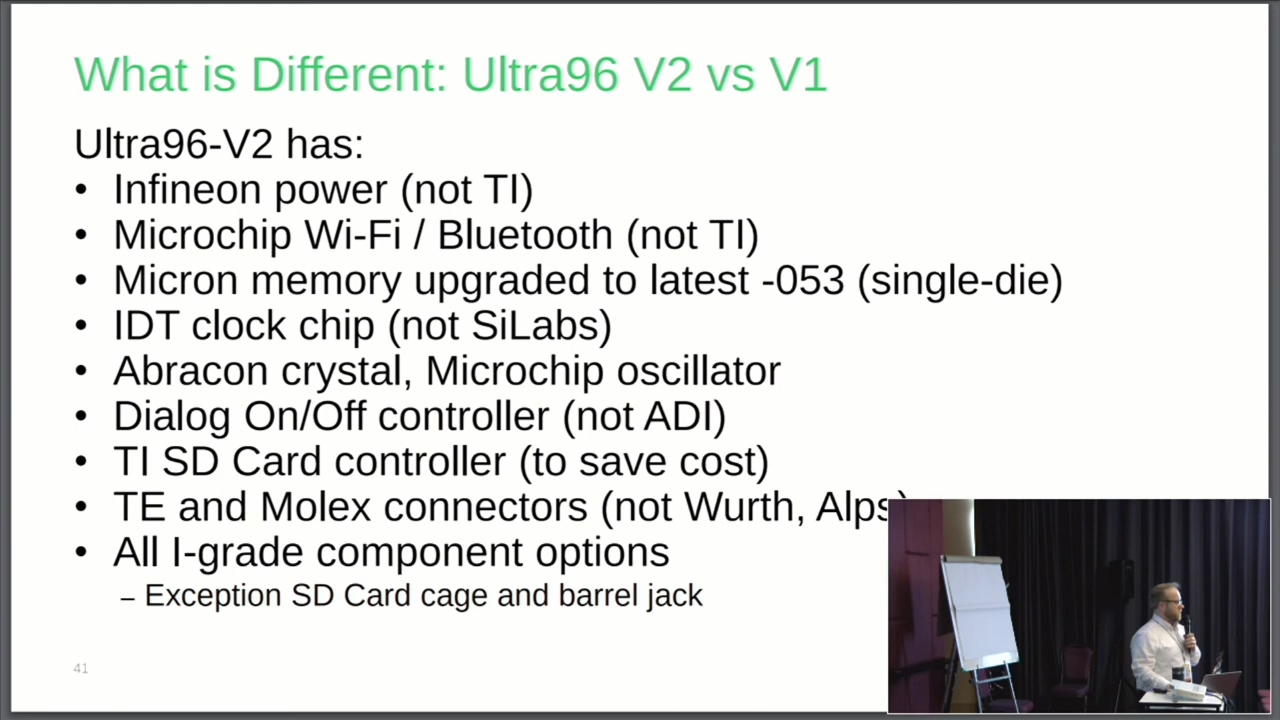 What is Different: Ultra96 V2 vs V1
Ultra96-V2 has:
• Infineon power (not TI)
• Microchip Wi-Fi / Bluetooth (not TI)
• Micron memory upgraded to latest -053 (single-die)
• IDT clock chip (not SiLabs)
• Abracon crystal, Microchip oscillator
• Dialog On/Off controller (not ADI)
• TI SD Card controller (to save cost)
• TE and Molex connectors (not Wurth, Alps)
• All I-grade component options
– Exception SD Card cage and barrel jack
41